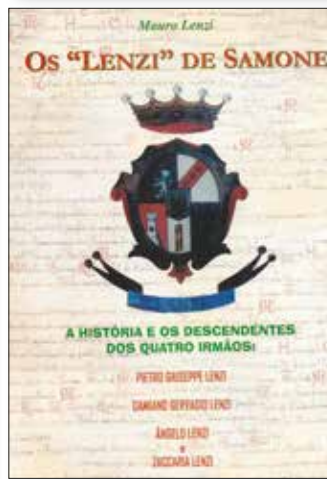 Mauro Lenzi
OS “LENZI” DE SAMONE
A HISTÓRIA E OS DESCENDENTES
DOS QUATRO IRMÃOS:
PIETRO GIUSEPPE LENZI
DAMIANO GERVASIO LENZI
ÂNGELO LENZI
e
ZACCARIA LENZI